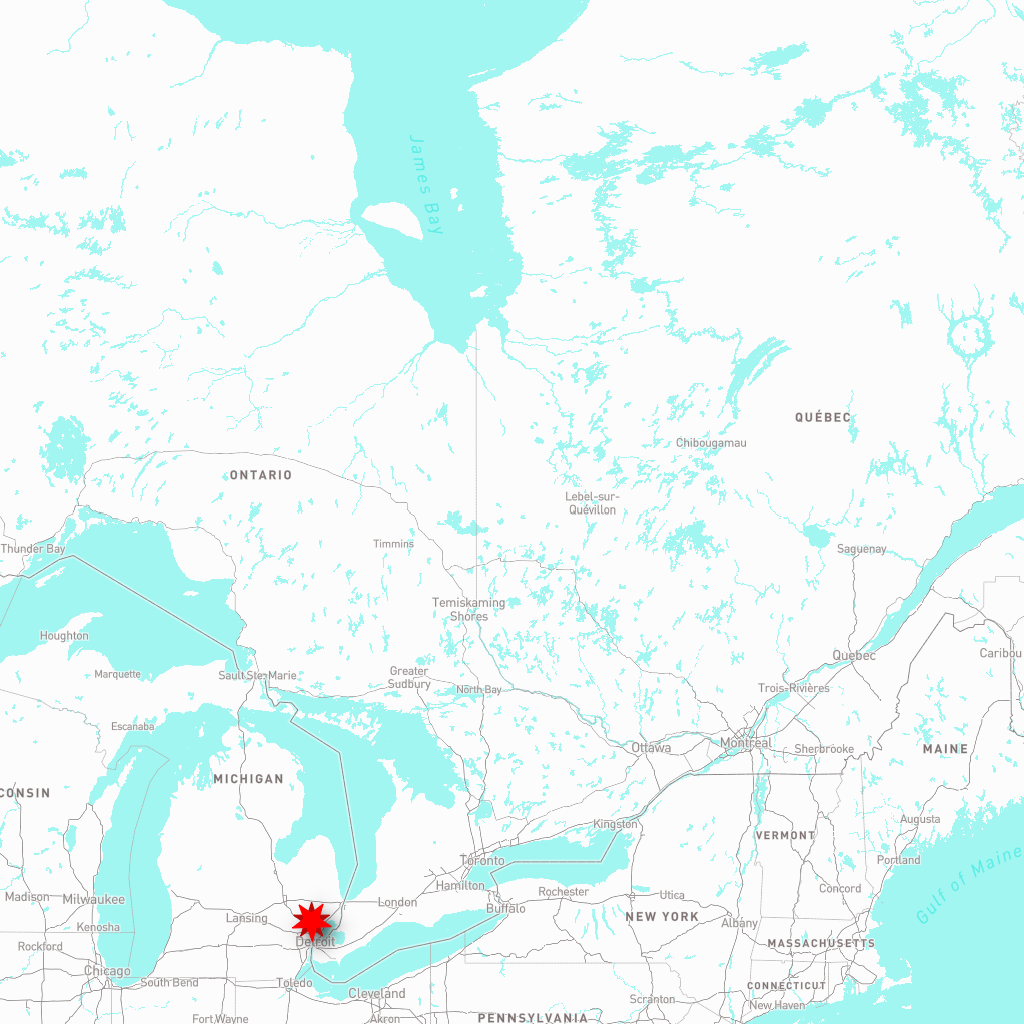 James Bay
QUÉBEC
Chibougamau
ONTARIO
Lebel-sur-
Quévillon
Thunder Bay
Timmins
Saguenay
Temiskaming
Shores
Houghton
Quebec
Caribou
Marquette
Sault Ste-Marie
Greater
Sudbury
North Bay
Trois-Rivières
Escanaba
Ottawa
Montreal
Sherbrooke
MAINE
MICHIGAN
CONSIN
Kingston
Augusta
VERMONT
Toronto
Portland
Gulf of Maine
Hamilton
Rochester
Utica
Concord
Madison
Milwaukee
London
Buffalo
NEW YORK
Lansing
Albany
Kenosha
Detroit
MASSACHUSETTS
Rockford
Chicago
South Bend
Toledo
Cleveland
CONNECTICUT
Scranton
New Haven
Fort Wayne
Akron
PENNSYLVANIA